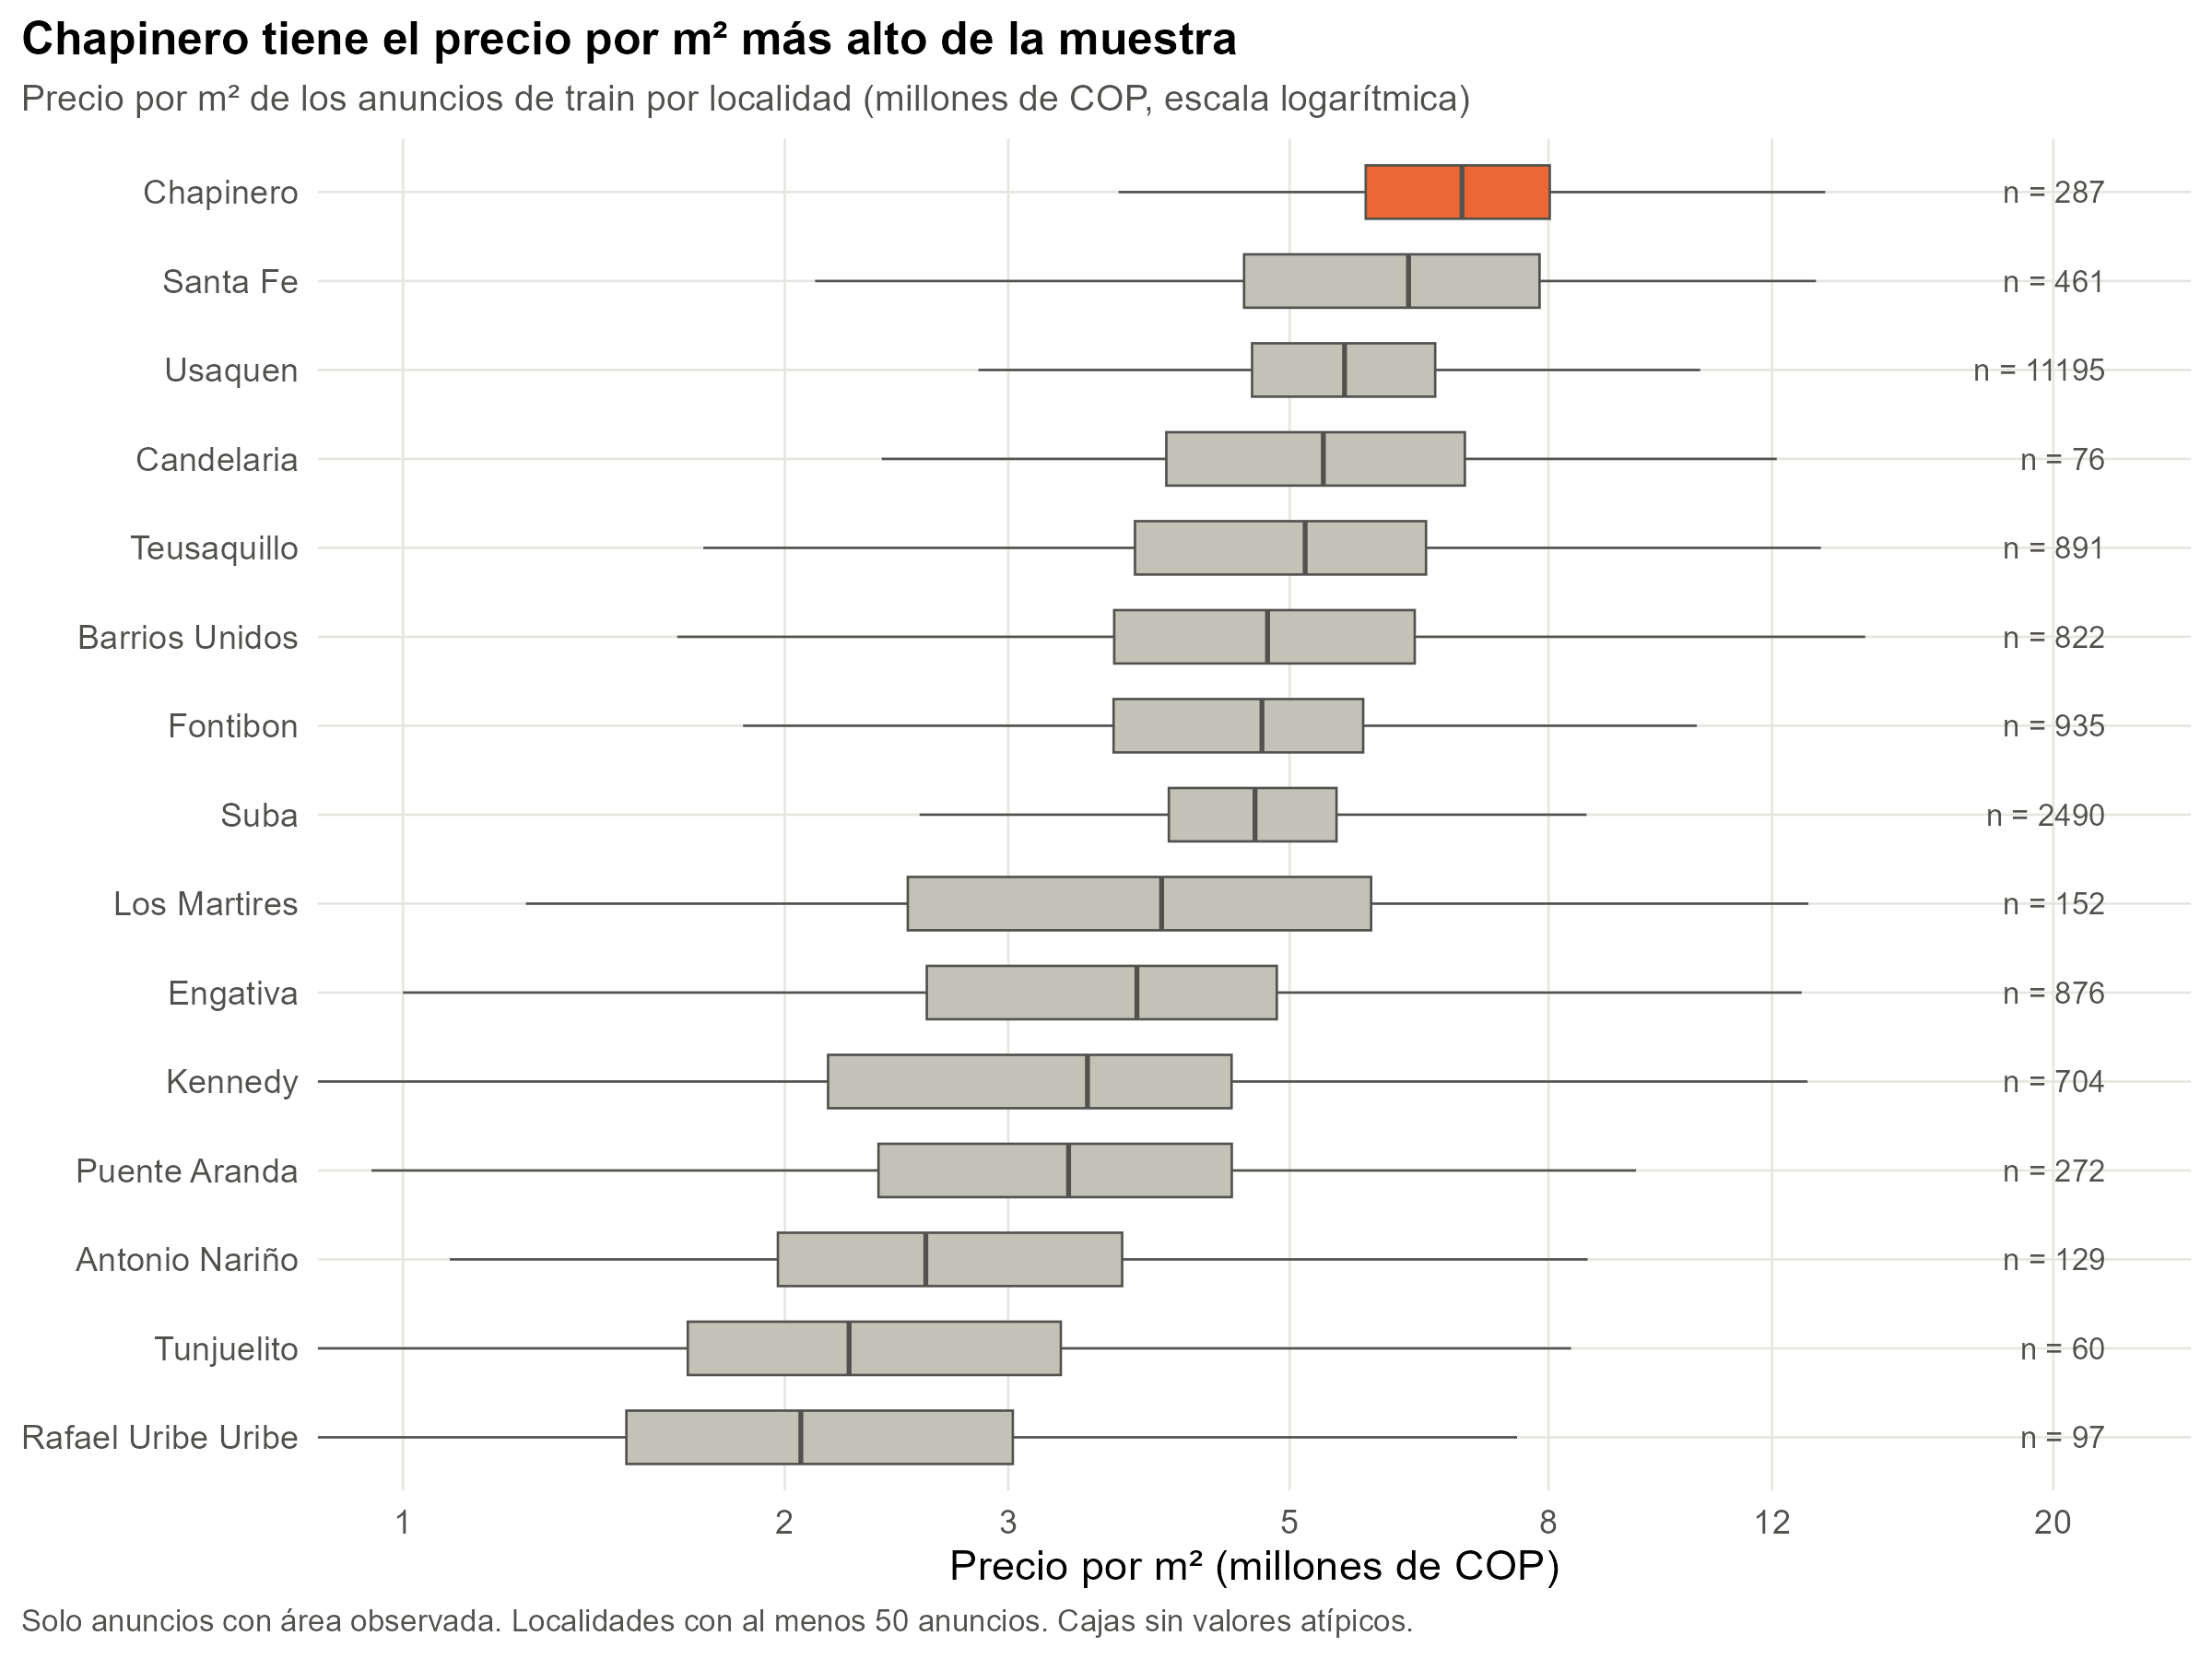 Chapinero tiene el precio por m² más alto de la muestra
Precio por m² de los anuncios de train por localidad (millones de COP, escala logarítmica)
Chapinero n = 287
Santa Fe n = 461
Usaquen n = 11195
Candelaria n = 76
Teusaquillo n = 891
Barrios Unidos n = 822
Fontibon n = 935
Suba n = 2490
Los Martires n = 152
Engativa n = 876
Kennedy n = 704
Puente Aranda n = 272
Antonio Nariño n = 129
Tunjuelito n = 60
Rafael Uribe Uribe n = 97
1 2 3 5 8 12 20
Precio por m² (millones de COP)
Solo anuncios con área observada. Localidades con al menos 50 anuncios. Cajas sin valores atípicos.